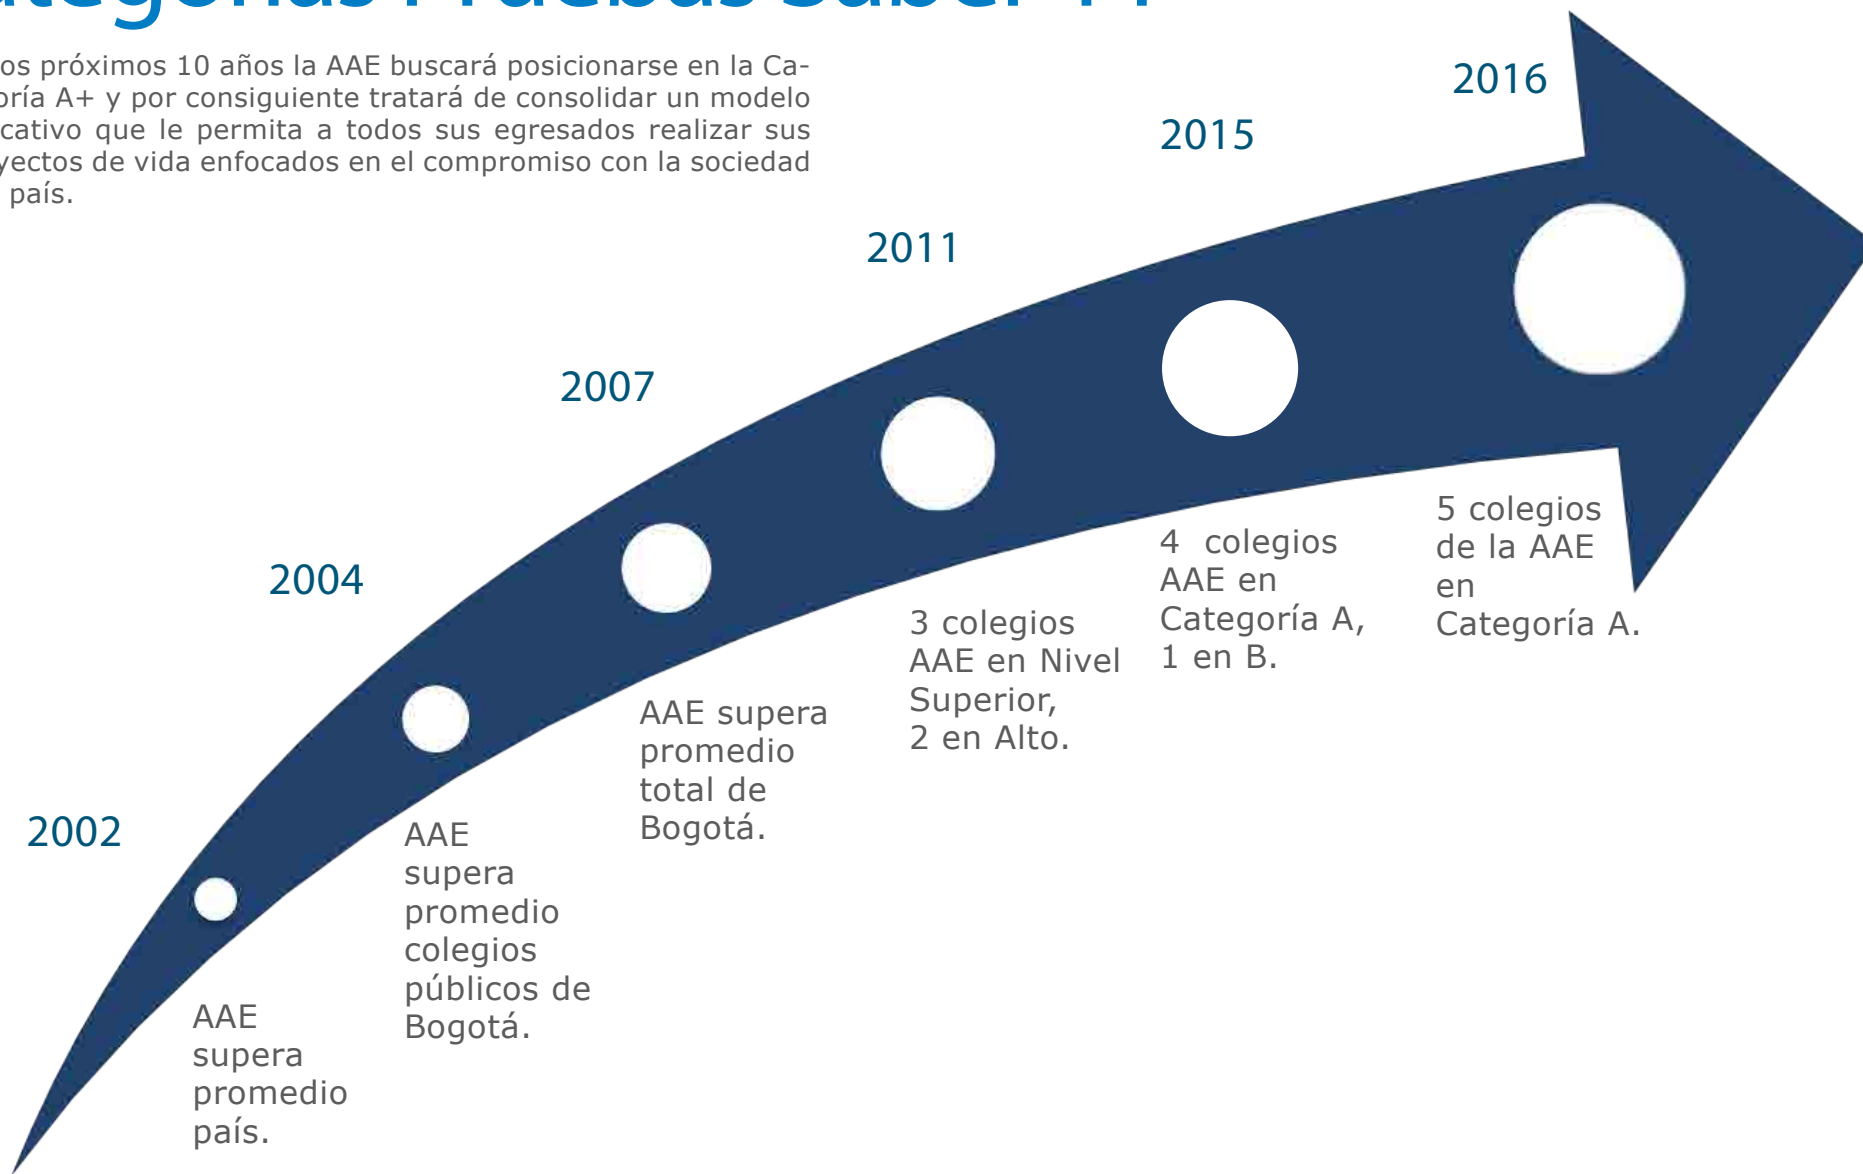 tegorías Pruebas Saber 11
os próximos 10 años la AAE buscará posicionarse en la Ca-
oría A+ y por consiguiente tratará de consolidar un modelo
cativo que le permita a todos sus egresados realizar sus
yectos de vida enfocados en el compromiso con la sociedad
país.
2002
AAE
supera
promedio
país.
2004
AAE
supera
promedio
colegios
públicos de
Bogotá.
2007
AAE supera
promedio
total de
Bogotá.
2011
3 colegios
AAE en Nivel
Superior,
2 en Alto.
2015
4 colegios
AAE en
Categoría A,
1 en B.
2016
5 colegios
de la AAE
en
Categoría A.